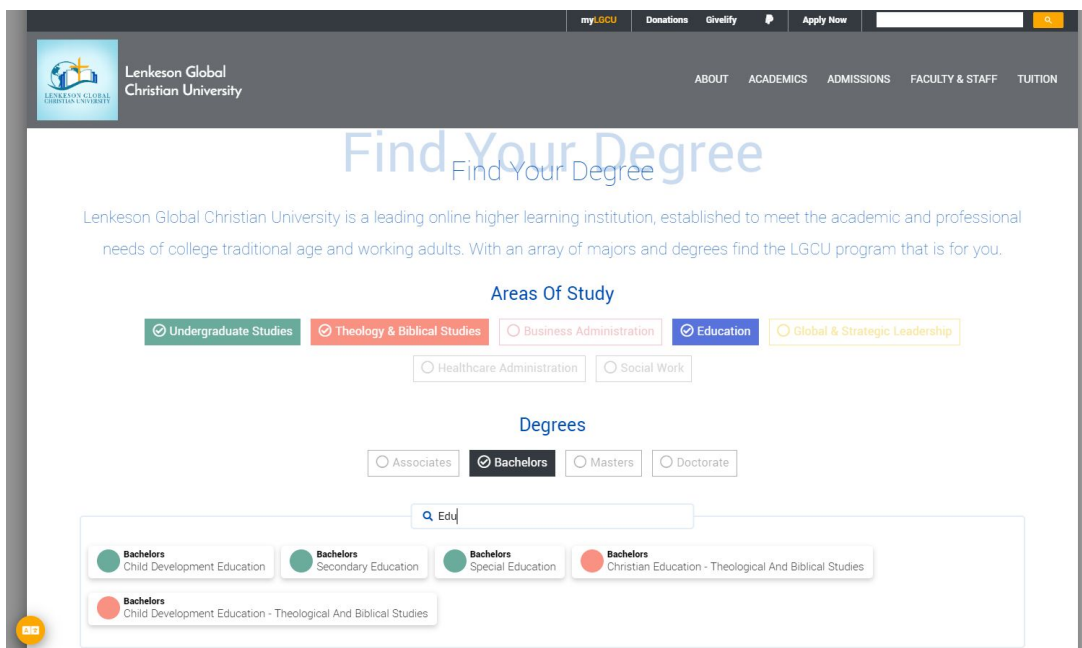 myLGCU Donations Givelify Apply Now
LENKESON GLOBAL
CHRISTIAN UNIVERSITY
Lenkeson Global
Christian University
ABOUT ACADEMICS ADMISSIONS FACULTY & STAFF TUITION
Find Your Degree
Find Your Degree
Lenkeson Global Christian University is a leading online higher learning institution, established to meet the academic and professional
needs of college traditional age and working adults. With an array of majors and degrees find the LGCU program that is for you.
Areas Of Study
Undergraduate Studies Theology & Biblical Studies Business Administration Education Global & Strategic Leadership
Healthcare Administration Social Work
Degrees
Associates Bachelors Masters Doctorate
Edu
Bachelors Bachelors Bachelors Bachelors
Child Development Education Secondary Education Special Education Christian Education - Theological And Biblical Studies
Bachelors
Child Development Education - Theological And Biblical Studies